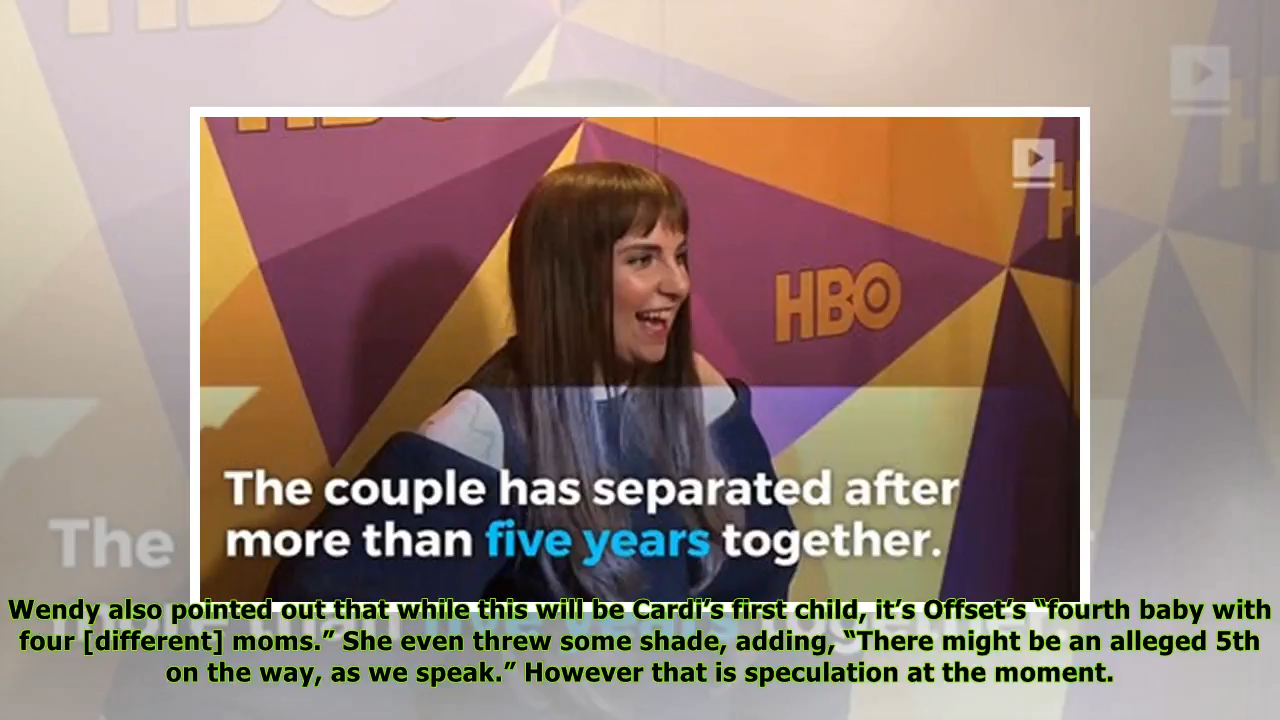 HBO
HBO
HBO
The couple has separated after
more than five years together.
The
Wendy also pointed out that while this will be Cardi’s first child, it’s Offset’s “fourth baby with
four [different] moms.” She even threw some shade, adding, “There might be an alleged 5th
on the way, as we speak.” However that is speculation at the moment.